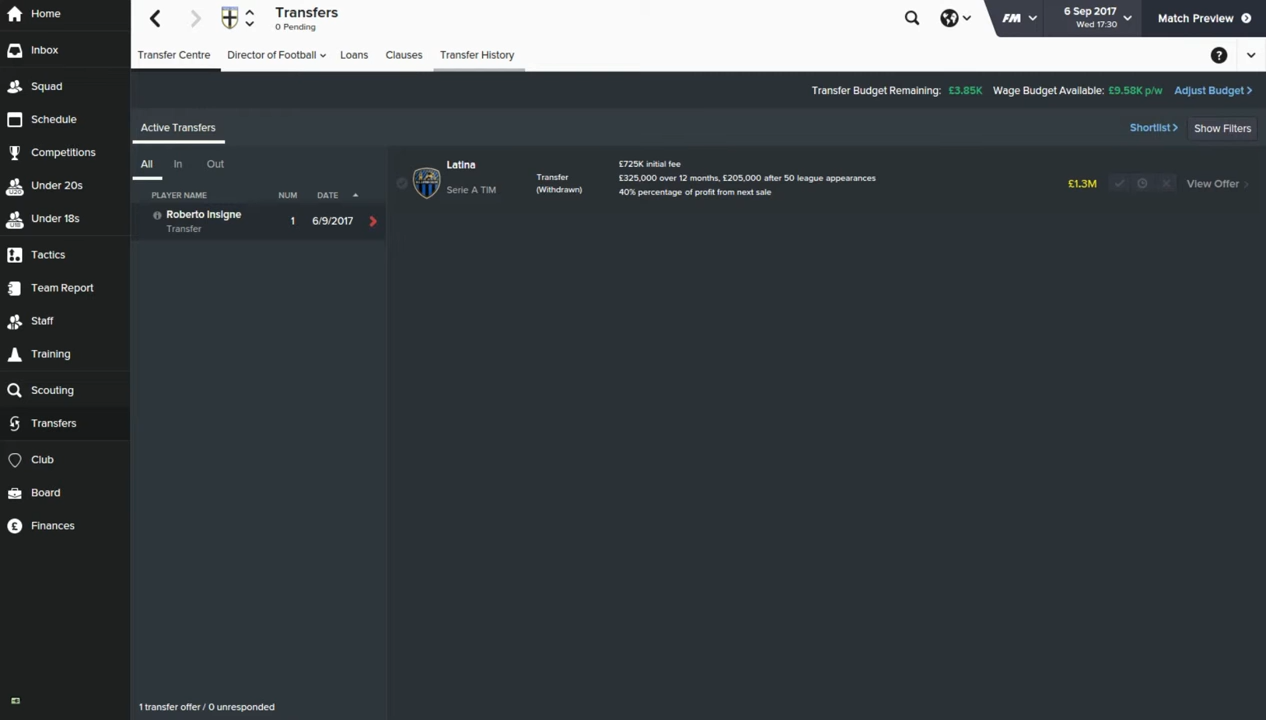 Home
Transfers
0 Pending
FM
6 Sep 2017
Wed 17:30
Match Preview
Inbox
Transfer Centre
Director of Football
Loans
Clauses
Transfer History
?
Squad
Transfer Budget Remaining: £3.85K Wage Budget Available: £9.58K p/w Adjust Budget >
Schedule
Active Transfers
Shortlist >
Show Filters
Competitions
All
In
Out
Under 20s
PLAYER NAME NUM DATE
Roberto Insigne 1 6/9/2017
Transfer
Latina
Serie A TIM
Transfer
(Withdrawn)
£725K initial fee
£325,000 over 12 months, £205,000 after 50 league appearances
40% percentage of profit from next sale
£1.3M
View Offer >
Under 18s
Tactics
Team Report
Staff
Training
Scouting
Transfers
Club
Board
Finances
1 transfer offer / 0 unresponded